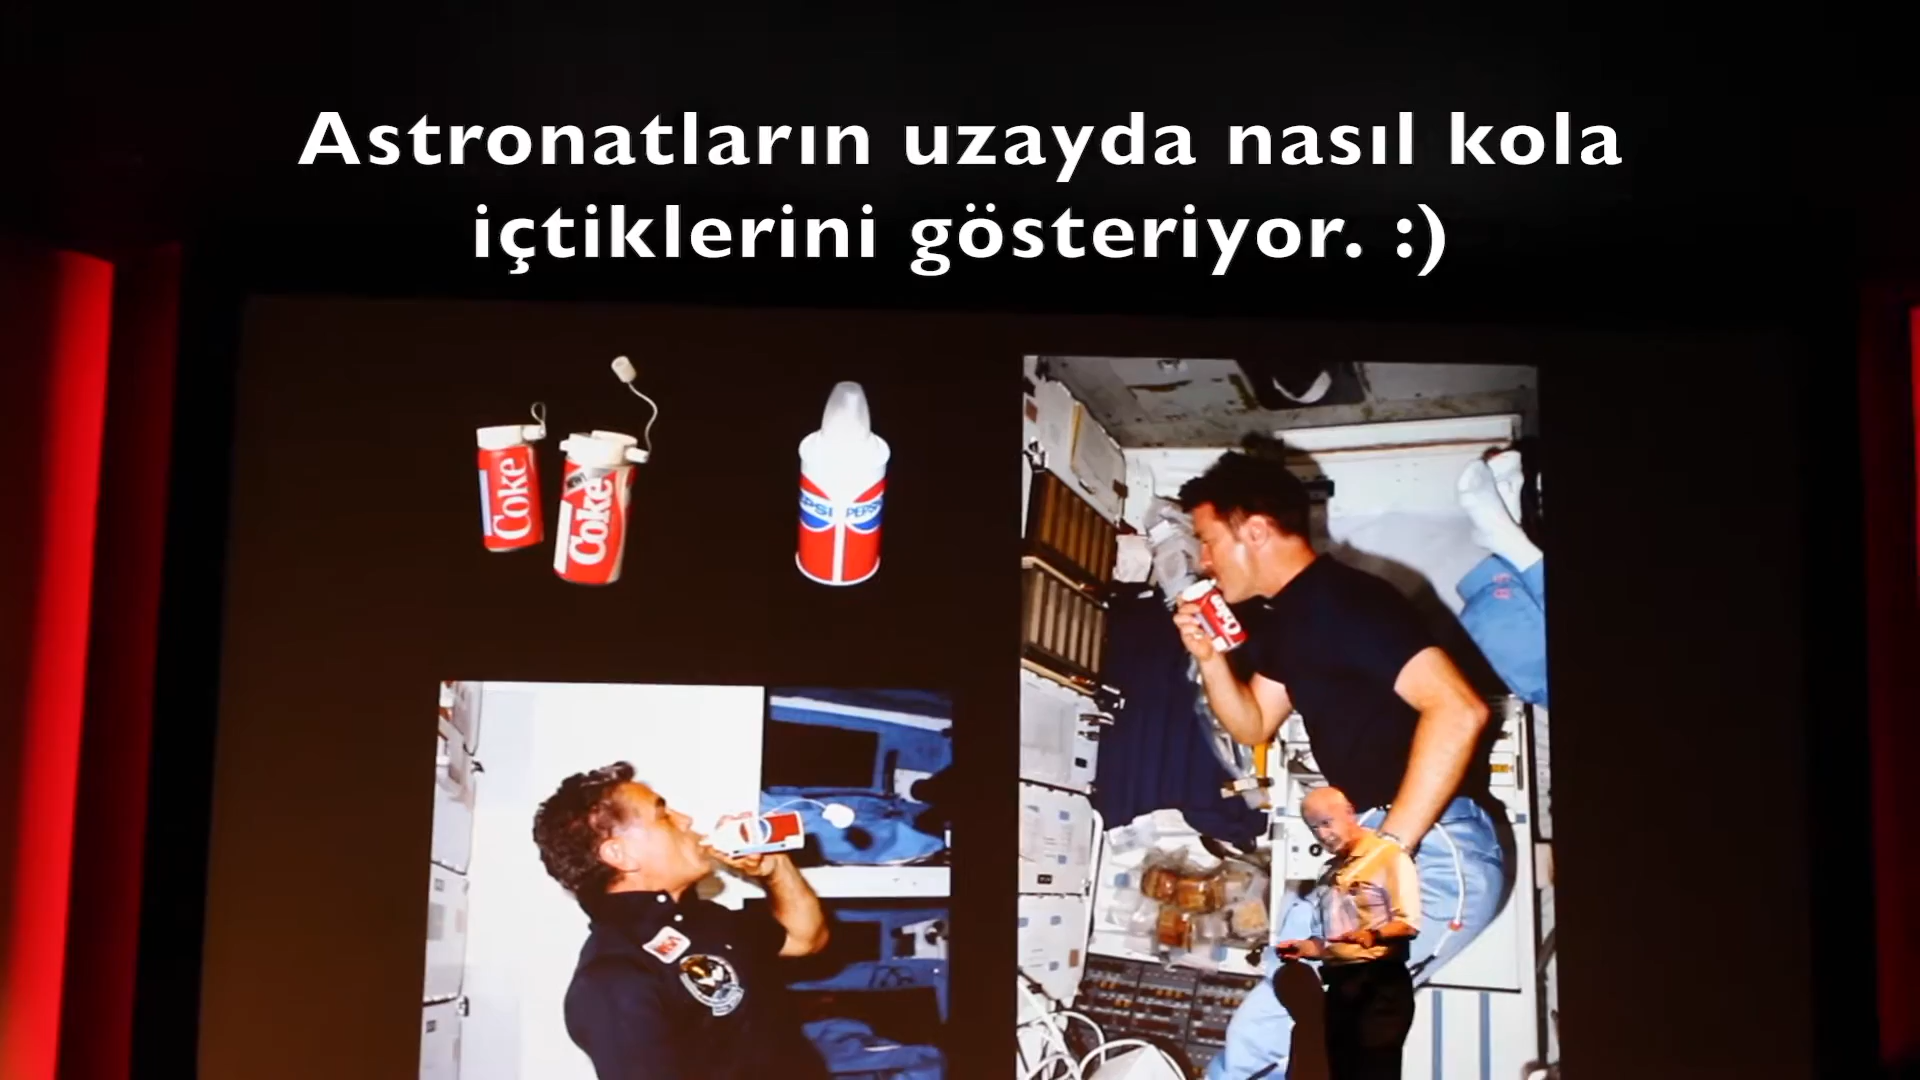 Astronatların uzayda nasıl kola
içtiklerini gösteriyor. :)
Coke
Coke
PEPSI PEPSI
Coke